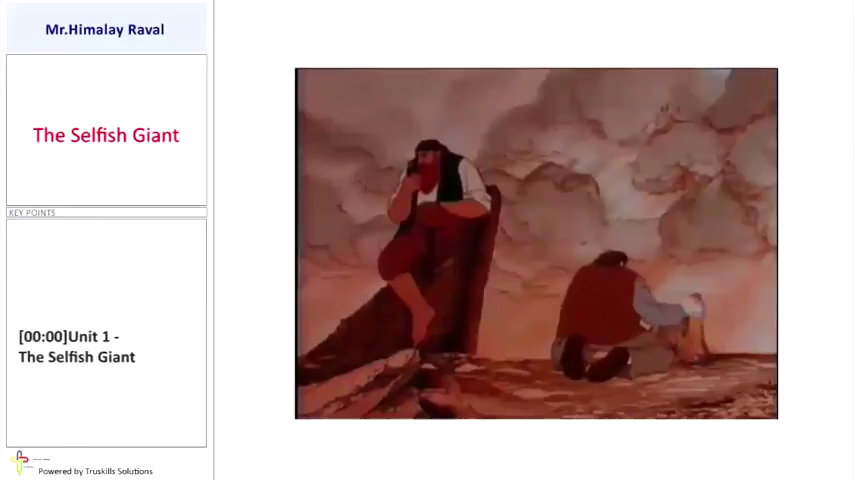 Mr.Himalay Raval
The Selfish Giant
KEY POINTS
[00:00]Unit 1 -
The Selfish Giant
Powered by Truskills Solutions